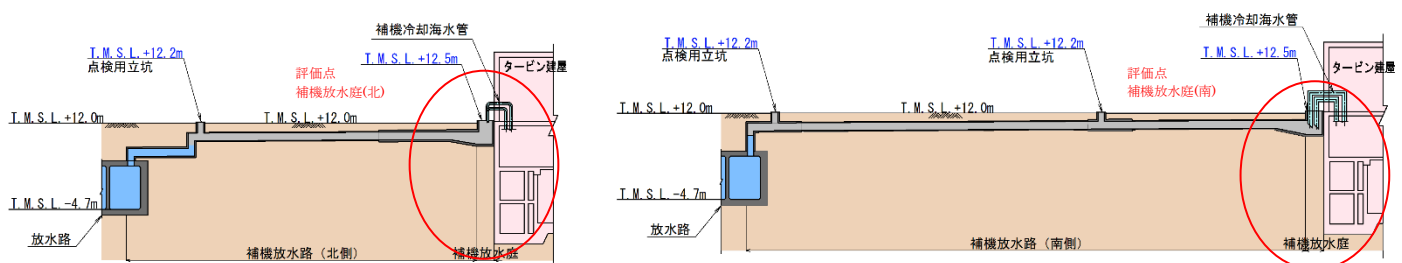 補機冷却海水管
T.M.S.L.+12.2m
点検用立坑
T.M.S.L.+12.5m
タービン建屋
評価点
補機放水庭(北)
T.M.S.L.+12.0m
T.M.S.L.+12.0m
T.M.S.L.-4.7m
放水路
補機放水路(北側)
補機放水庭
補機冷却海水管
T.M.S.L.+12.2m
点検用立坑
T.M.S.L.+12.2m
点検用立坑
T.M.S.L.+12.5m
タービン建屋
評価点
補機放水庭(南)
T.M.S.L.+12.0m
T.M.S.L.+12.0m
T.M.S.L.-4.7m
放水路
補機放水路(南側)
補機放水庭